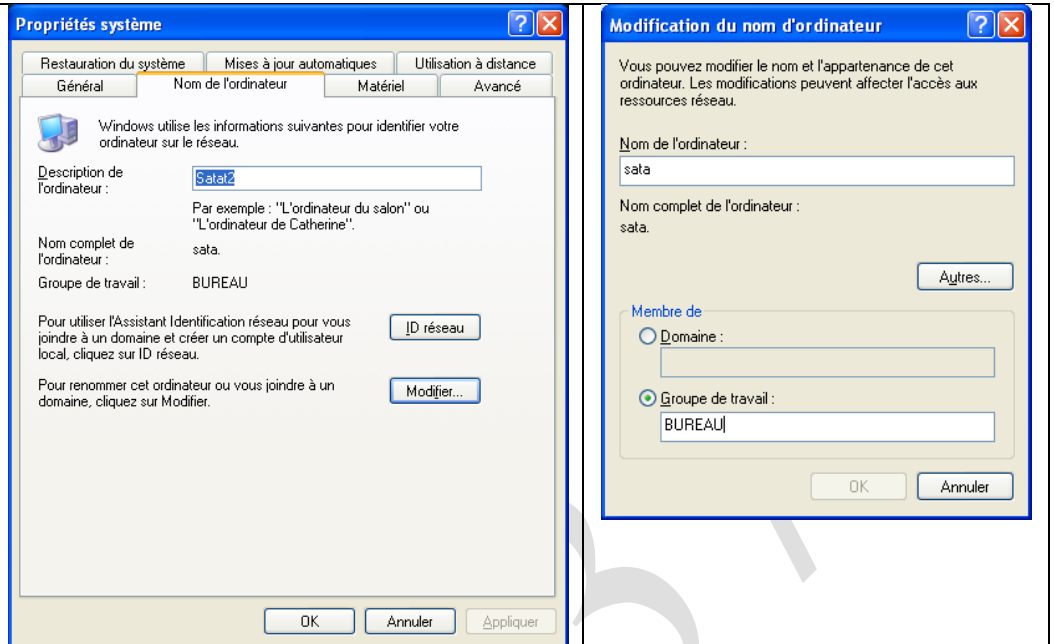 Propriétés système
Restauration du système
Mises à jour automatiques
Utilisation à distance
Général
Nom de l'ordinateur
Matériel
Avancé
Windows utilise les informations suivantes pour identifier votre
ordinateur sur le réseau.
Description de
l'ordinateur :
Satat2
Par exemple : "L'ordinateur du salon" ou
"L'ordinateur de Catherine".
Nom complet de
l'ordinateur :
sata.
Groupe de travail :
BUREAU
Pour utiliser l'Assistant Identification réseau pour vous
joindre à un domaine et créer un compte d'utilisateur
local, cliquez sur ID réseau.
ID réseau
Pour renommer cet ordinateur ou vous joindre à un
domaine, cliquez sur Modifier.
Modifier...
OK
Annuler
Appliquer
Modification du nom d'ordinateur
Vous pouvez modifier le nom et l'appartenance de cet
ordinateur. Les modifications peuvent affecter l'accès aux
ressources réseau.
Nom de l'ordinateur :
sata
Nom complet de l'ordinateur :
sata.
Autres...
Membre de
Domaine :
Groupe de travail :
BUREAU
OK
Annuler